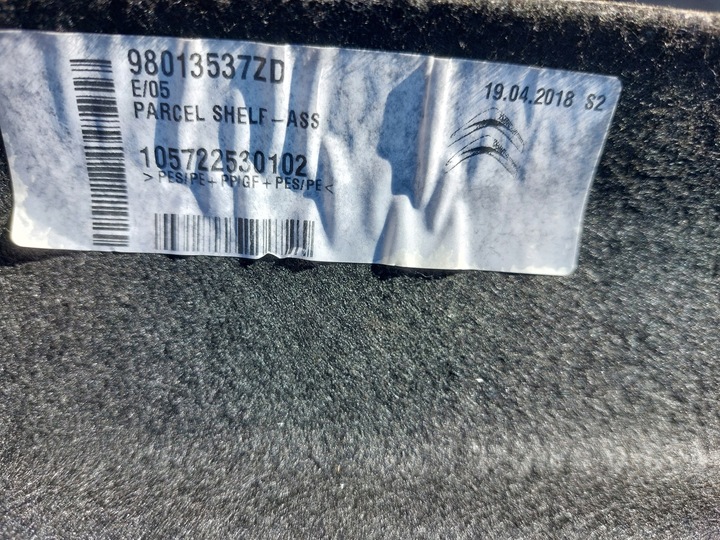 98013537ZD
E/05
PARCEL SHELF-ASS
19.04.2018 S2
105722530102
>PES/PE-PP/GF+PES/PE<